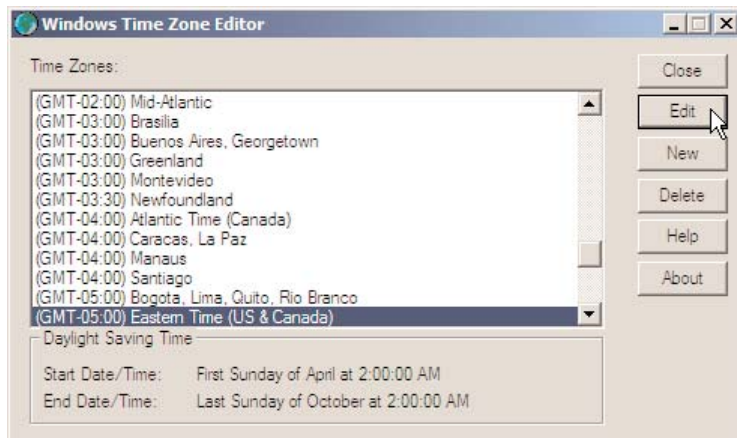 Windows Time Zone Editor
Time Zones:
(GMT-02:00) Mid-Atlantic
(GMT-03:00) Brasilia
(GMT-03:00) Buenos Aires, Georgetown
(GMT-03:00) Greenland
(GMT-03:00) Montevideo
(GMT-03:30) Newfoundland
(GMT-04:00) Atlantic Time (Canada)
(GMT-04:00) Caracas, La Paz
(GMT-04:00) Manaus
(GMT-04:00) Santiago
(GMT-05:00) Bogota, Lima, Quito, Rio Branco
(GMT-05:00) Eastern Time (US & Canada)
Close
Edit
New
Delete
Help
About
Daylight Saving Time
Start Date/Time: First Sunday of April at 2:00:00 AM
End Date/Time: Last Sunday of October at 2:00:00 AM